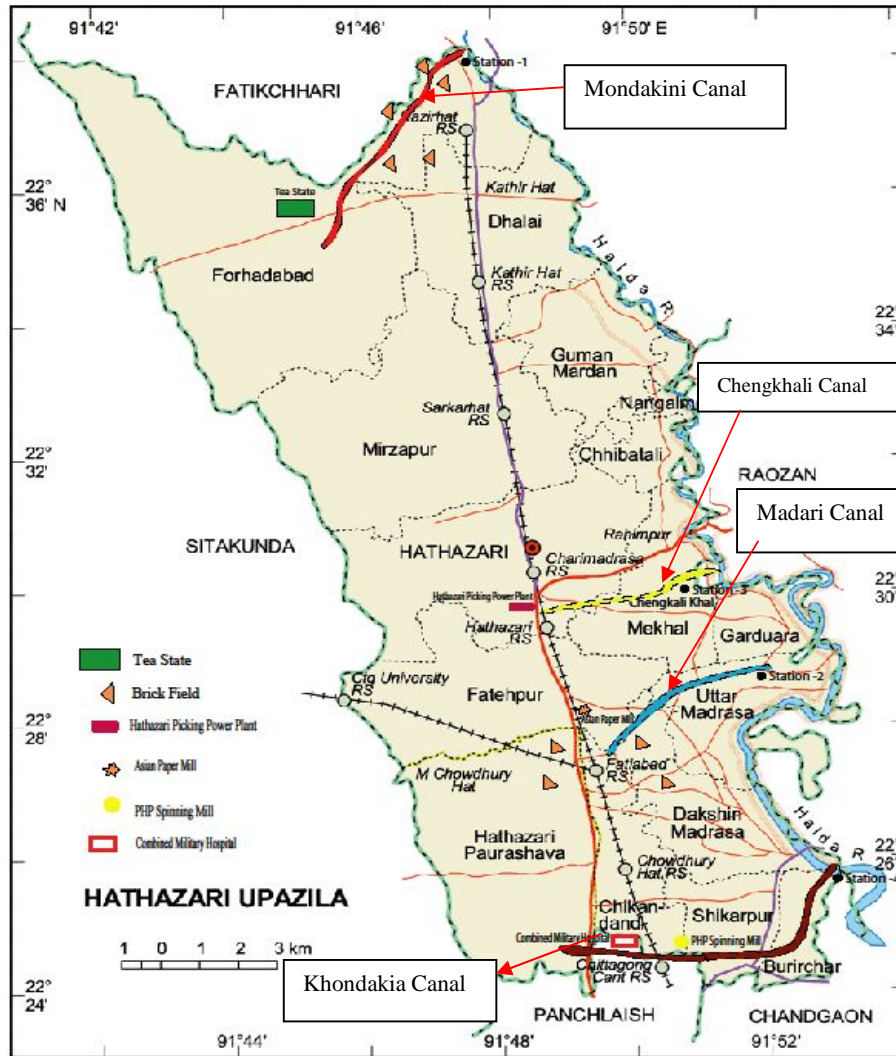 91°42'
91°46'
91°50' E
Station -1
Mondakini Canal
FATIKCHHARI
Nazirhat
RS
22°
36' N
Tea State
Kathir Hat
Dhalai
Forhadabad
Halda R.
Kathir Hat
RS
22°
34'
Guman
Mardan
Chengkhali Canal
Nangalm
Sarkarhat
RS
Mirzapur
Chhibatali
22°
32'
RAOZAN
Madari Canal
SITAKUNDA
HATHAZARI
Rahimpur
Charimadrasa
RS
Hathazari Picking Power Plant
Station -3
Chengkali Khal
22°
30'
Hathazari
RS
Mekhal
Garduara
Tea State
Ctg University
RS
Station -2
Brick Field
Fatehpur
Uttar
Madrasa
Hathazari Picking Power Plant
Asian Paper Mill
22°
28'
Asian Paper Mill
M Chowdhury
Hat
Fatiabad
RS
PHP Spinning Mill
Dakshin
Madrasa
Hathazari
Paurashava
Halda R.
Combined Military Hospital
22°
26'
Chowdhury
Hat, RS
Station -4
HATHAZARI UPAZILA
Chikan-
dandi
Shikarpur
Combined Military Hospital
PHP Spinning Mill
1 0 1 2 3 km
Khondakia Canal
Chittagong
Cant RS
Burirchar
22°
24'
PANCHLAISH
CHANDGAON
91°44'
91°48'
91°52'